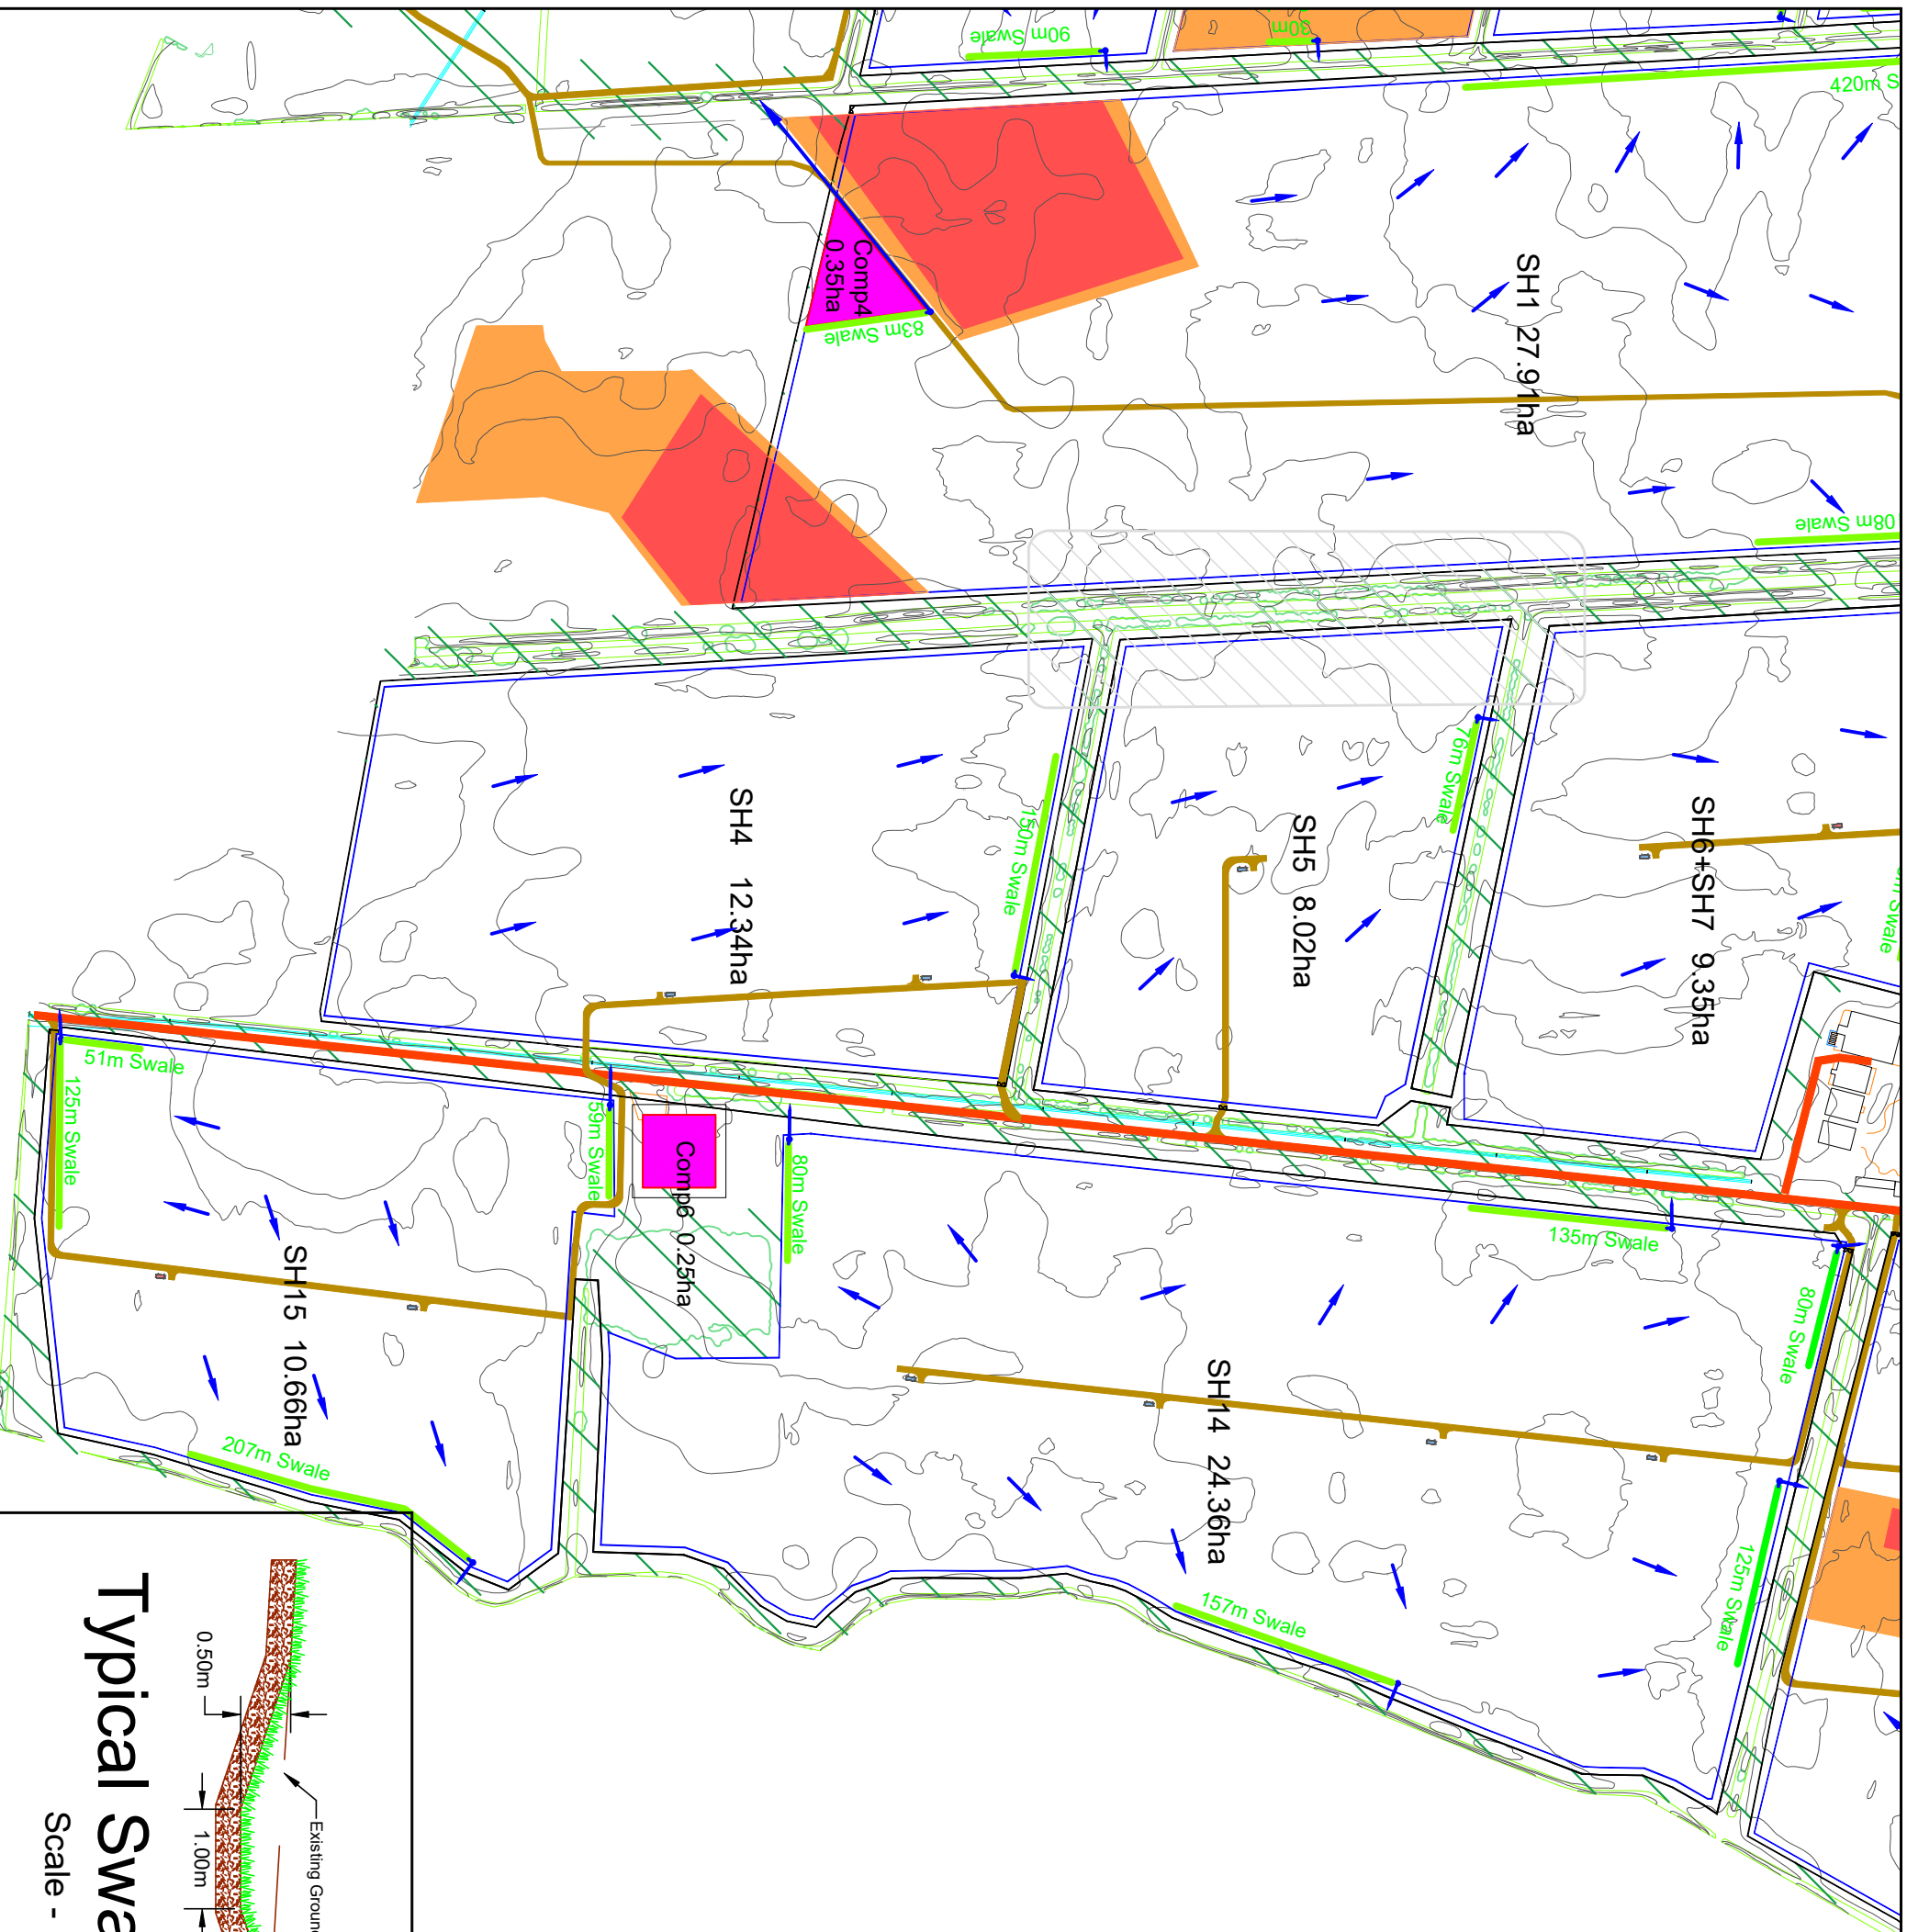 90m Swale
30m
420m S
Comp4
0.35ha
83m Swale
SH1 27.91ha
08m Swale
76m Swale
SH4 12.34ha
150m Swale
SH5 8.02ha
SH6+SH7 9.35ha
Swale
51m Swale
125m Swale
59m Swale
Comp6 0.25ha
80m Swale
135m Swale
80m Swale
SH15 10.66ha
207m Swale
SH14 24.36ha
125m Swale
157m Swale
0.50m
1.00m
Existing Ground
Typical Swa
Scale -